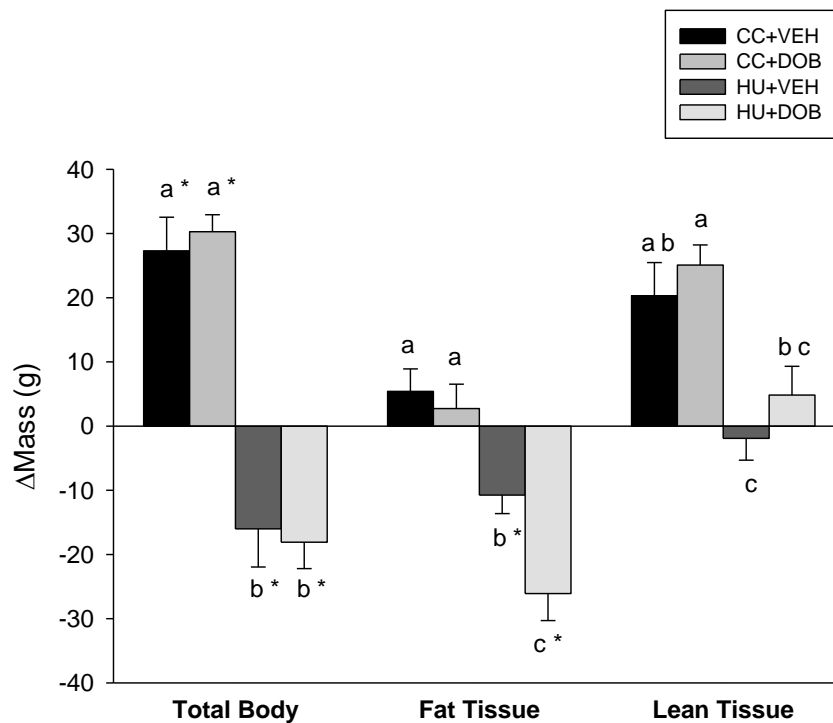 CC+VEH
CC+DOB
HU+VEH
HU+DOB
40
30
20
10
0
-10
-20
-30
-40
ΔMass (g)
a * a *
b * b *
a a
b *
c *
a b
a
c
b c
Total Body Fat Tissue Lean Tissue